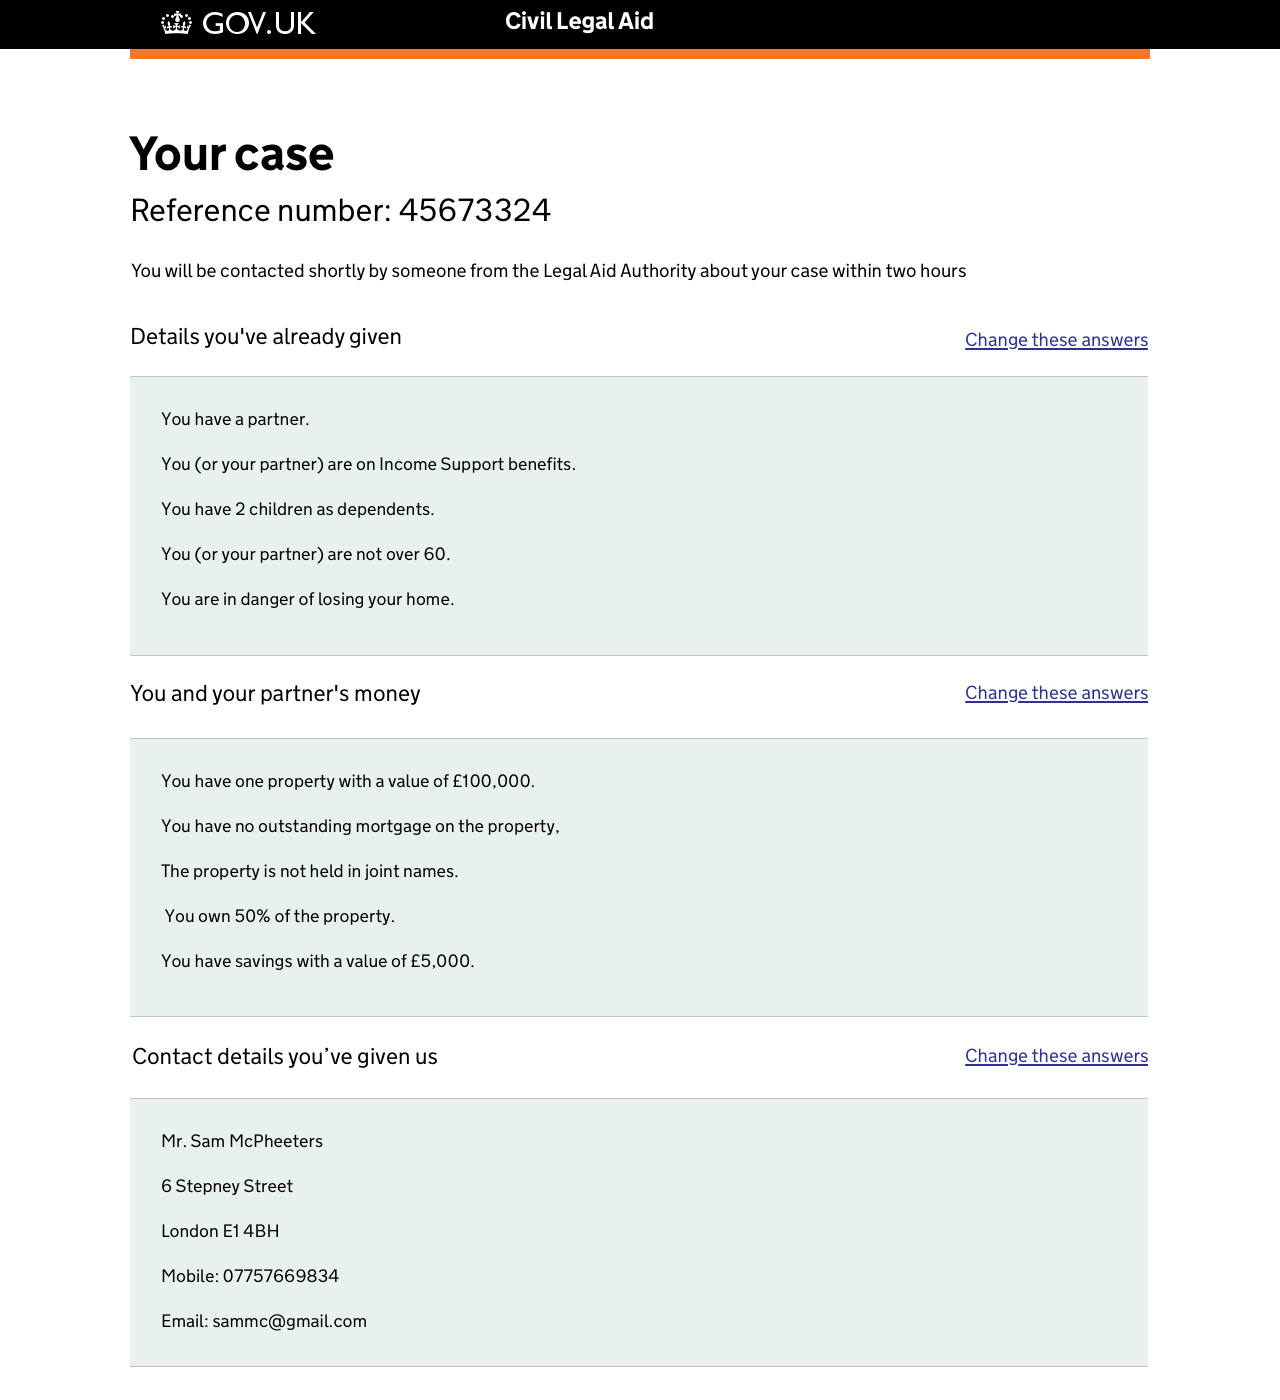 GOV.UK
Civil Legal Aid
Your case
Reference number: 45673324
You will be contacted shortly by someone from the Legal Aid Authority about your case within two hours
Details you've already given
Change these answers
You have a partner.
You (or your partner) are on Income Support benefits.
You have 2 children as dependents.
You (or your partner) are not over 60.
You are in danger of losing your home.
You and your partner's money
Change these answers
You have one property with a value of £100,000.
You have no outstanding mortgage on the property,
The property is not held in joint names.
You own 50% of the property.
You have savings with a value of £5,000.
Contact details you’ve given us
Change these answers
Mr. Sam McPheeters
6 Stepney Street
London E1 4BH
Mobile: 07757669834
Email: sammc@gmail.com